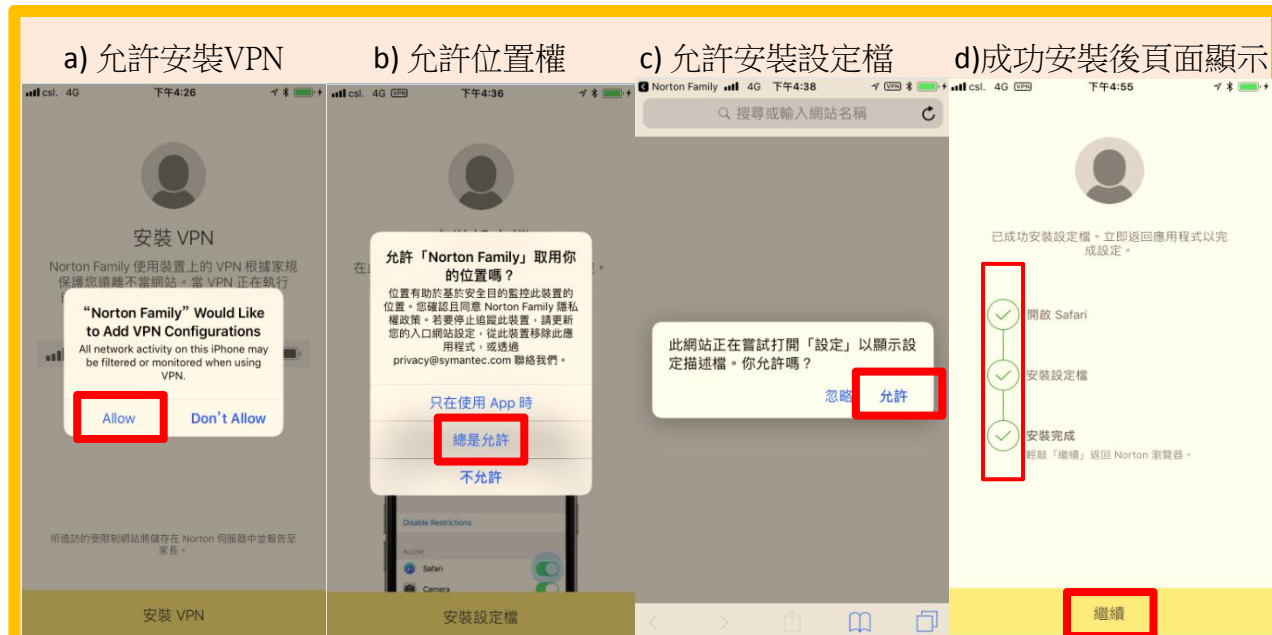 a) 允許安裝VPN
csl. 4G 下午4:26
安裝 VPN
Norton Family 使用裝置上的 VPN 根據家規
保護您遠離不當網站。當 VPN 正在執行
“Norton Family” Would Like
to Add VPN Configurations
All network activity on this iPhone may
be filtered or monitored when using
VPN.
Allow Don't Allow
所造訪的受限制網站將儲存在 Norton 伺服器中並報告至
家長。
安裝 VPN
b) 允許位置權
csl. 4G VPN 下午4:36
允許「Norton Family」取用你
的位置嗎？
位置有助於基於安全目的監控此裝置的
位置。您確認且同意 Norton Family 隱私
權政策。若要停止追蹤此裝置，請更新
您的入口網站設定，從此裝置移除此應
用程式，或透過
privacy@symantec.com 聯絡我們。
只在使用 App 時
總是允許
不允許
Disable Restrictions
ALLOW
Safari
Camera
安裝設定檔
c) 允許安裝設定檔
Norton Family 4G 下午4:38 VPN
搜尋或輸入網站名稱
此網站正在嘗試打開「設定」以顯示設
定描述檔。你允許嗎？
忽略 允許
d)成功安裝後頁面顯示
csl. 4G VPN 下午4:55
已成功安裝設定檔。立即返回應用程式以完
成設定。
開啟 Safari
安裝設定檔
安裝完成
輕敲「繼續」返回 Norton 瀏覽器。
繼續